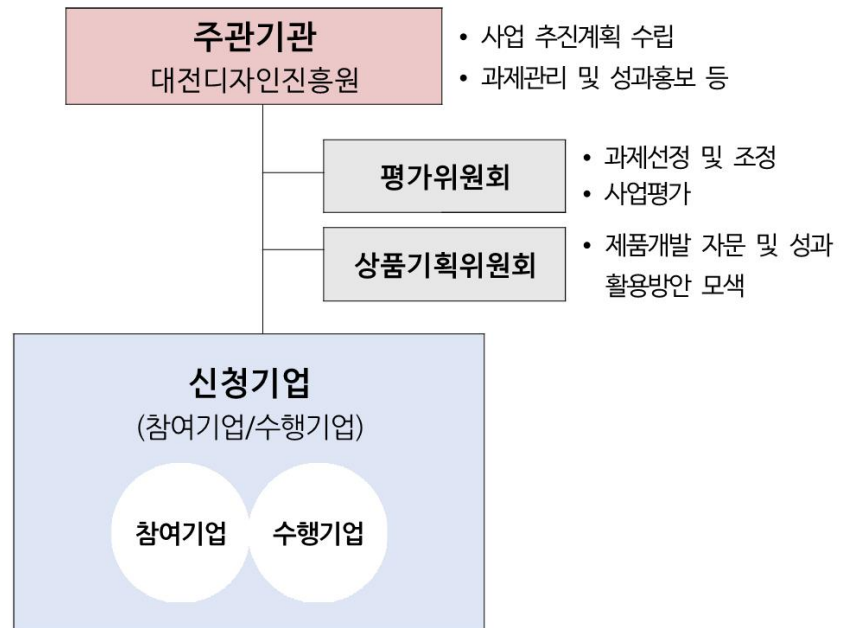 주관기관
대전디자인진흥원
• 사업 추진계획 수립
• 과제관리 및 성과홍보 등
평가위원회
• 과제선정 및 조정
• 사업평가
상품기획위원회
• 제품개발 자문 및 성과
활용방안 모색
신청기업
(참여기업/수행기업)
참여기업
수행기업